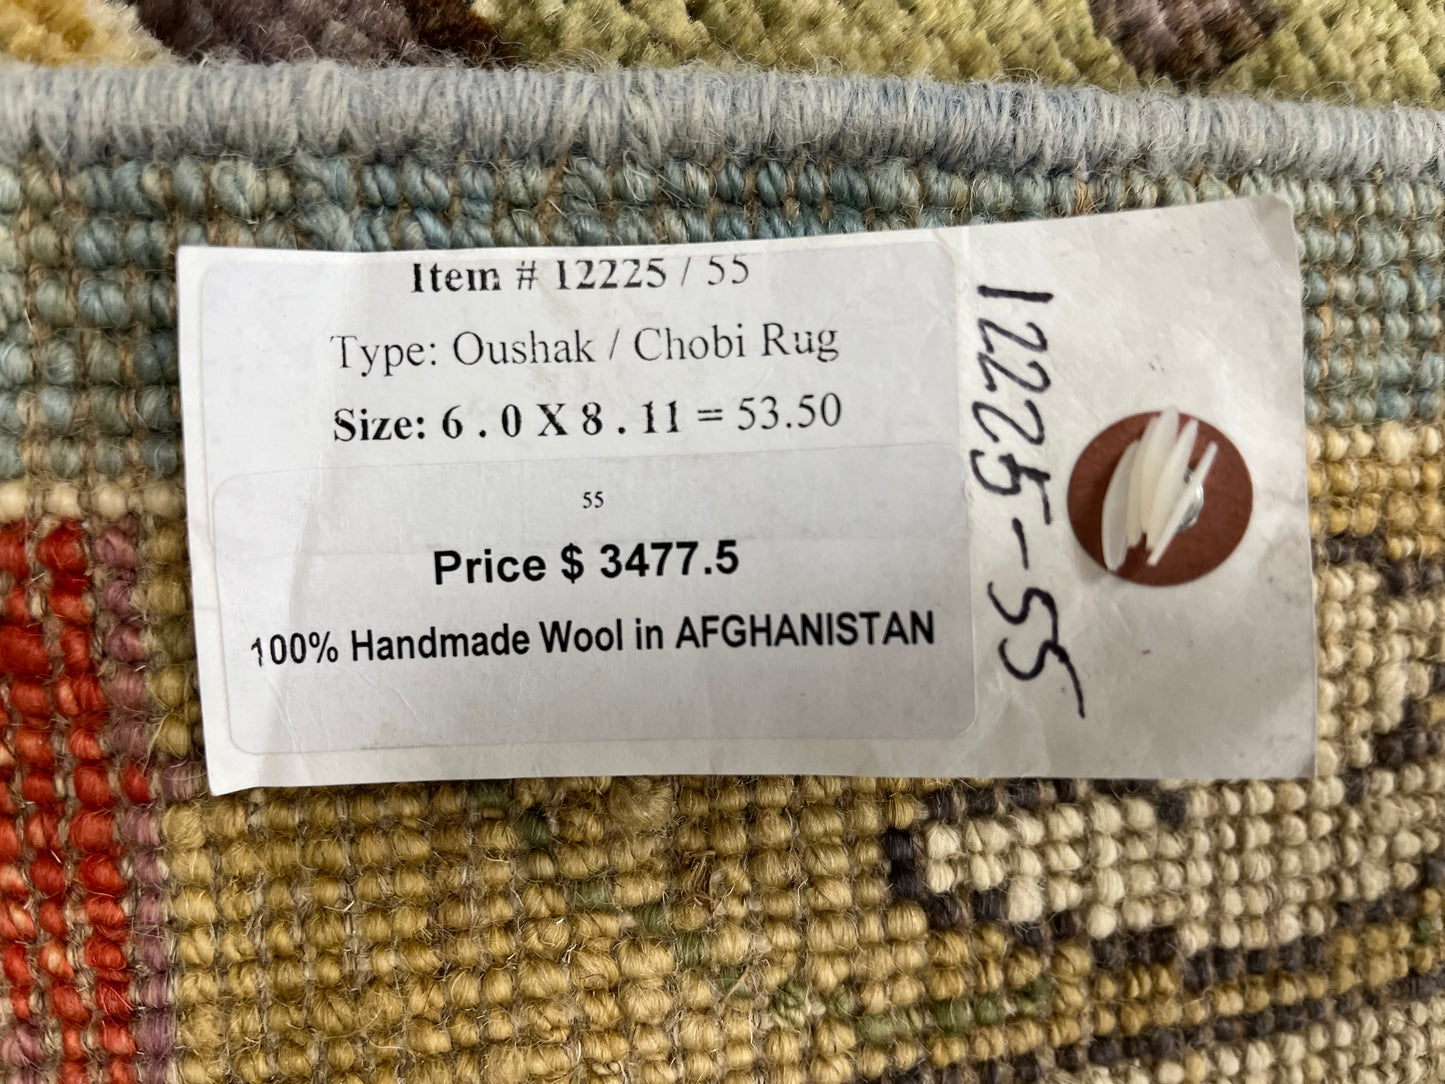 Item # 12225 / 55
Type: Oushak / Chobi Rug
Size: 6 . 0 X 8 . 11 = 53.50
55
Price $ 3477.5
100% Handmade Wool in AFGHANISTAN
12225-55